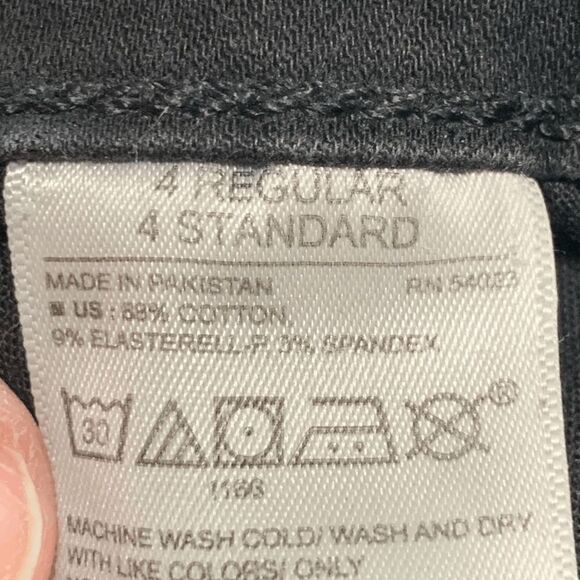 4 REGULAR
4 STANDARD
MADE IN PAKISTAN RN 54023
US : 88% COTTON,
9% ELASTERELL-P, 3% SPANDEX
30
®
1166
MACHINE WASH COLD/ WASH AND DRY
WITH LIKE COLORS/ ONLY